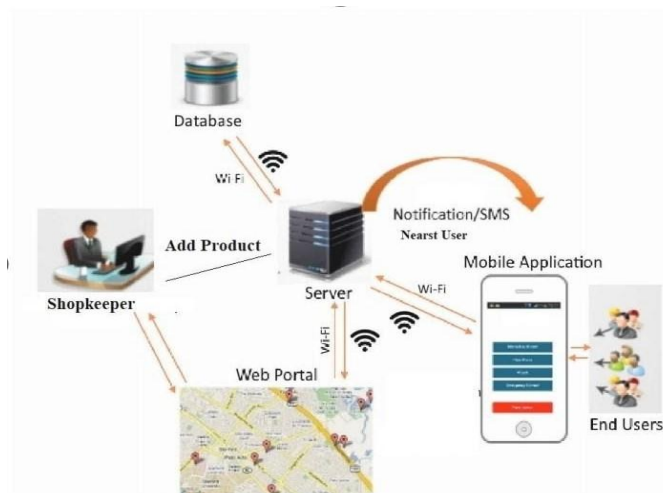 Database
Wi Fi
Notification/SMS
Nearst User
Add Product
Shopkeeper
Server
Wi-Fi
Mobile Application
Wi-Fi
Web Portal
End Users